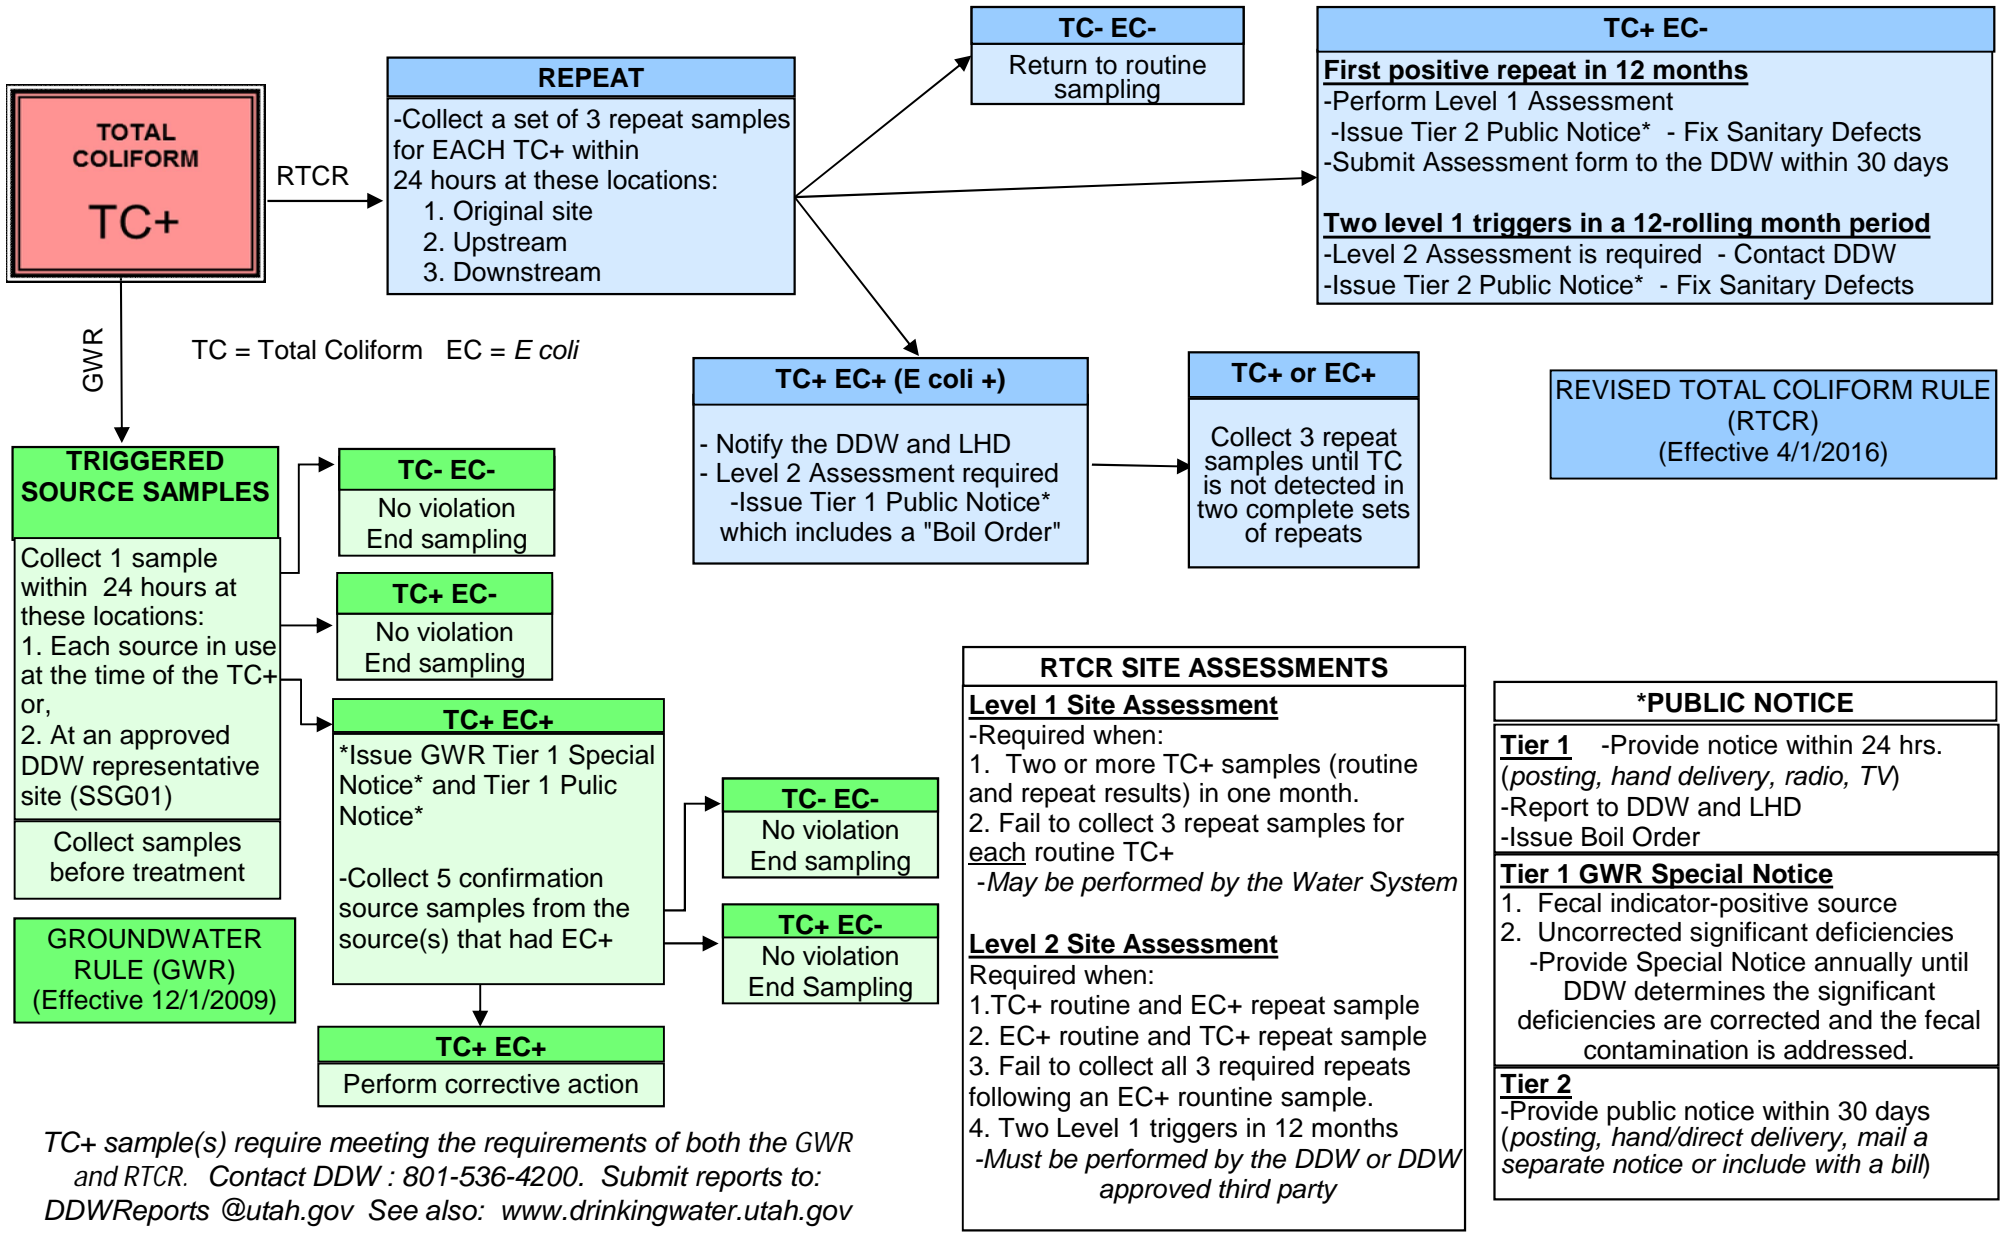 TOTAL
COLIFORM
TC+
RTCR
GWR
REPEAT
-Collect a set of 3 repeat samples
for EACH TC+ within
24 hours at these locations:
1. Original site
2. Upstream
3. Downstream
TC- EC-
Return to routine
sampling
TC+ EC-
First positive repeat in 12 months
-Perform Level 1 Assessment
-Issue Tier 2 Public Notice* - Fix Sanitary Defects
-Submit Assessment form to the DDW within 30 days
Two level 1 triggers in a 12-rolling month period
-Level 2 Assessment is required - Contact DDW
-Issue Tier 2 Public Notice* - Fix Sanitary Defects
TC = Total Coliform EC = E coli
TC+ EC+ (E coli +)
- Notify the DDW and LHD
- Level 2 Assessment required
-Issue Tier 1 Public Notice*
which includes a "Boil Order"
TC+ or EC+
Collect 3 repeat
samples until TC
is not detected in
two complete sets
of repeats
REVISED TOTAL COLIFORM RULE
(RTCR)
(Effective 4/1/2016)
TRIGGERED
SOURCE SAMPLES
Collect 1 sample
within 24 hours at
these locations:
1. Each source in use
at the time of the TC+
or,
2. At an approved
DDW representative
site (SSG01)
Collect samples
before treatment
GROUNDWATER
RULE (GWR)
(Effective 12/1/2009)
TC- EC-
No violation
End sampling
TC+ EC-
No violation
End sampling
TC+ EC+
*Issue GWR Tier 1 Special
Notice* and Tier 1 Pulic
Notice*
-Collect 5 confirmation
source samples from the
source(s) that had EC+
TC- EC-
No violation
End sampling
TC+ EC-
No violation
End Sampling
TC+ EC+
Perform corrective action
RTCR SITE ASSESSMENTS
Level 1 Site Assessment
-Required when:
1. Two or more TC+ samples (routine
and repeat results) in one month.
2. Fail to collect 3 repeat samples for
each routine TC+
-May be performed by the Water System
Level 2 Site Assessment
Required when:
1.TC+ routine and EC+ repeat sample
2. EC+ routine and TC+ repeat sample
3. Fail to collect all 3 required repeats
following an EC+ rountine sample.
4. Two Level 1 triggers in 12 months
-Must be performed by the DDW or DDW
approved third party
*PUBLIC NOTICE
Tier 1 -Provide notice within 24 hrs.
(posting, hand delivery, radio, TV)
-Report to DDW and LHD
-Issue Boil Order
Tier 1 GWR Special Notice
1. Fecal indicator-positive source
2. Uncorrected significant deficiencies
-Provide Special Notice annually until
DDW determines the significant
deficiencies are corrected and the fecal
contamination is addressed.
Tier 2
-Provide public notice within 30 days
(posting, hand/direct delivery, mail a
separate notice or include with a bill)
TC+ sample(s) require meeting the requirements of both the GWR
and RTCR. Contact DDW : 801-536-4200. Submit reports to:
DDWReports @utah.gov See also: www.drinkingwater.utah.gov